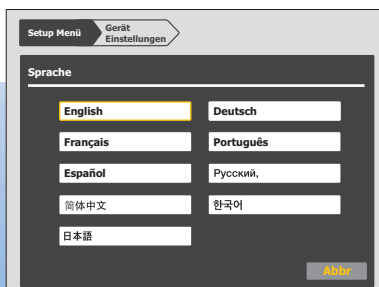 Setup Menü
Gerät
Einstellungen
Sprache
English
Deutsch
Français
Português
Español
Русский,
简体中文
한국어
日本語
Abbr